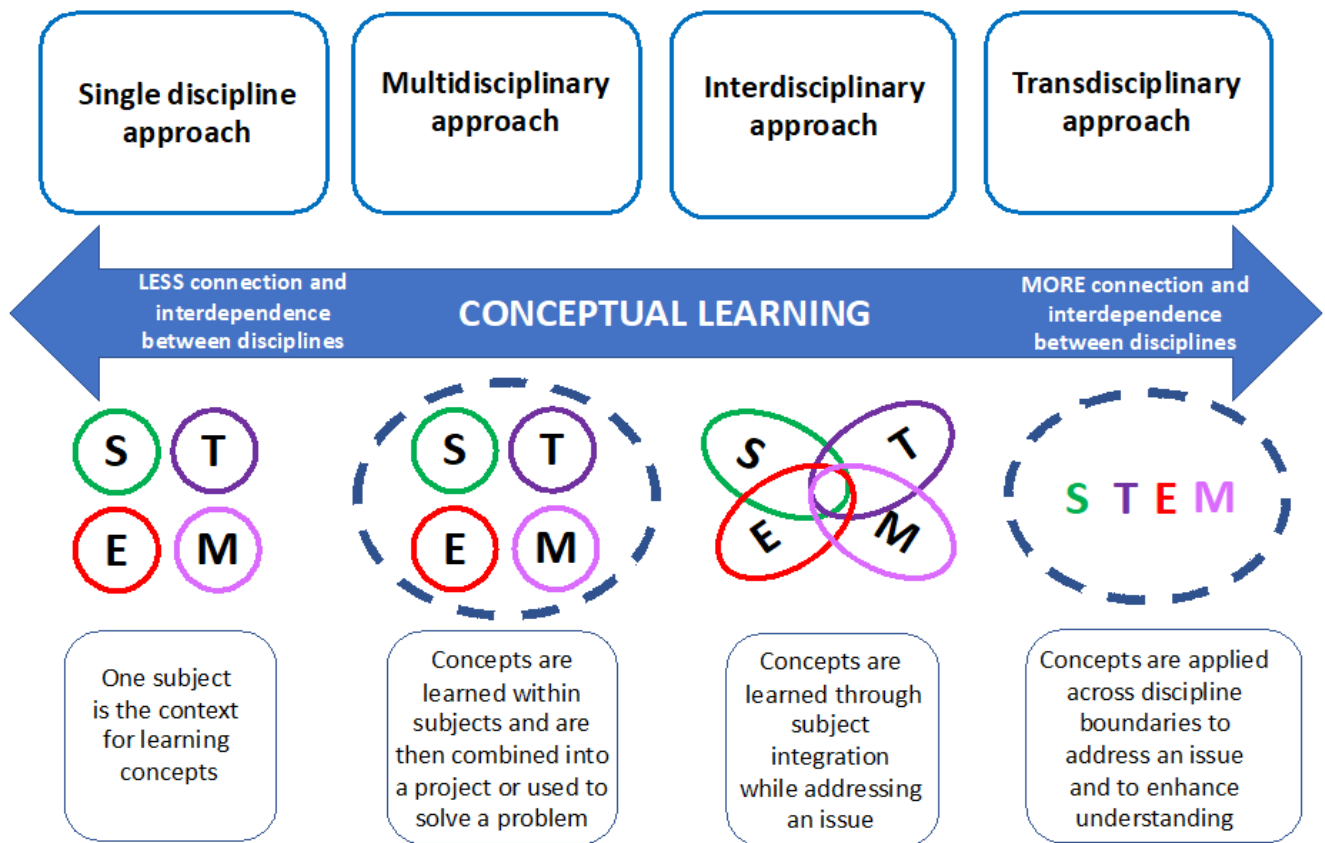 Single discipline
approach
Multidisciplinary
approach
Interdisciplinary
approach
Transdisciplinary
approach
LESS connection and
interdependence
between disciplines
CONCEPTUAL LEARNING
MORE connection and
interdependence
between disciplines
S T
E M
S T
E M
S T
E M
S T E M
One subject
is the context
for learning
concepts
Concepts are
learned within
subjects and are
then combined into
a project or used to
solve a problem
Concepts are
learned through
subject
integration
while addressing
an issue
Concepts are applied
across discipline
boundaries to
address an issue
and to enhance
understanding